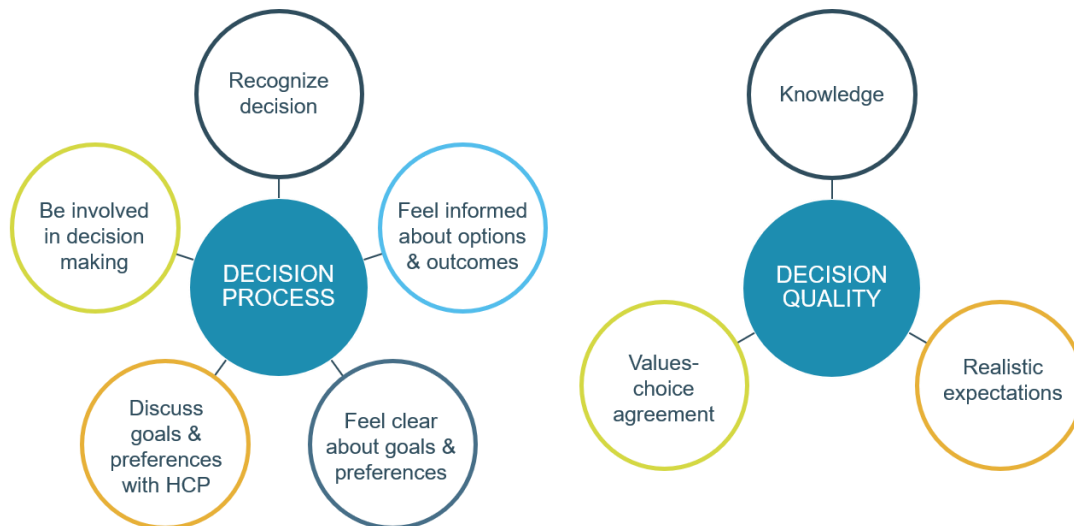 Recognize
decision
Feel informed
about options
& outcomes
Feel clear
about goals &
preferences
Discuss
goals &
preferences
with HCP
Be involved
in decision
making
DECISION
PROCESS
Knowledge
Realistic
expectations
Values-
choice
agreement
DECISION
QUALITY